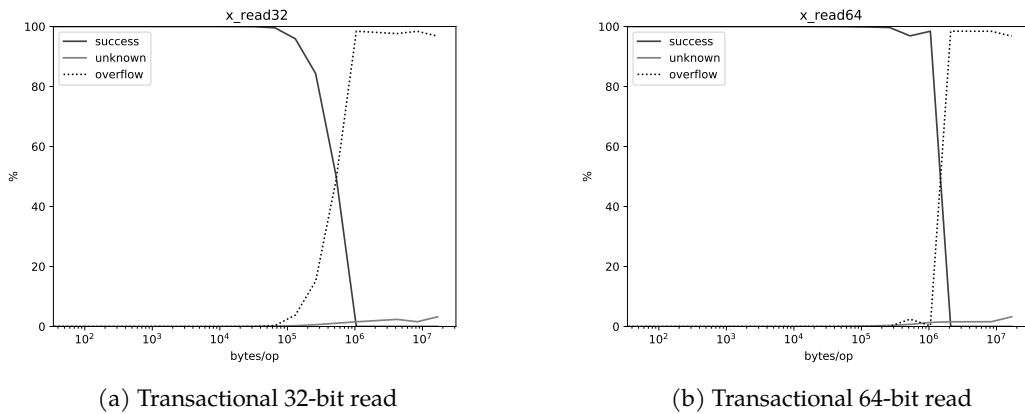 x_read32
100
80
60
40
20
0
%
success
unknown
overflow
10² 10³ 10⁴ 10⁵ 10⁶ 10⁷
bytes/op
(a) Transactional 32-bit read
x_read64
100
80
60
40
20
0
%
success
unknown
overflow
10² 10³ 10⁴ 10⁵ 10⁶ 10⁷
bytes/op
(b) Transactional 64-bit read